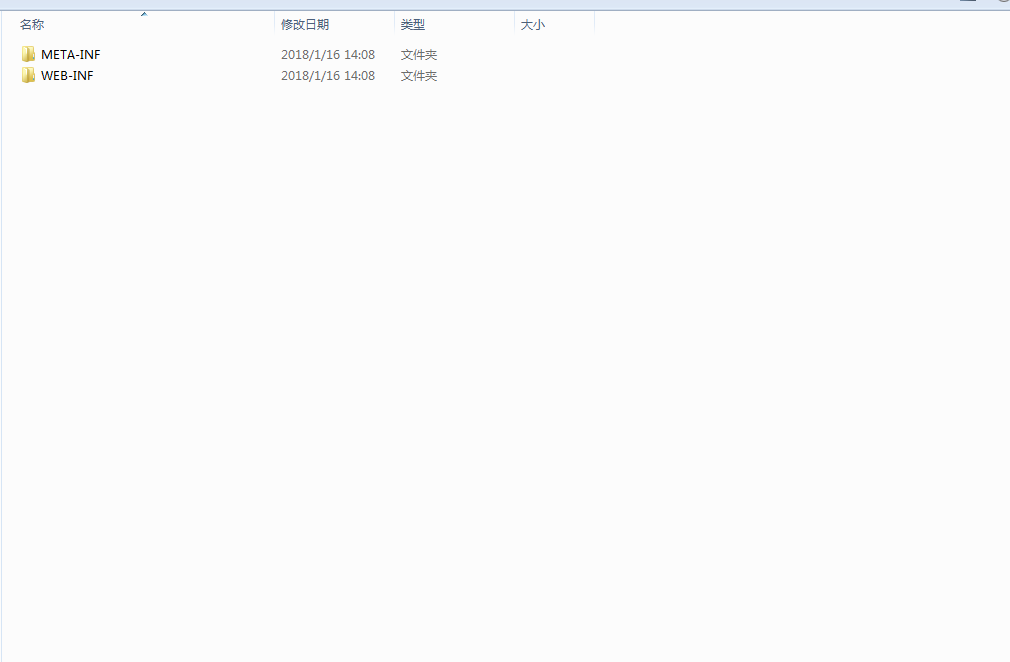 名称 修改日期 类型 大小
META-INF 2018/1/16 14:08 文件夹
WEB-INF 2018/1/16 14:08 文件夹